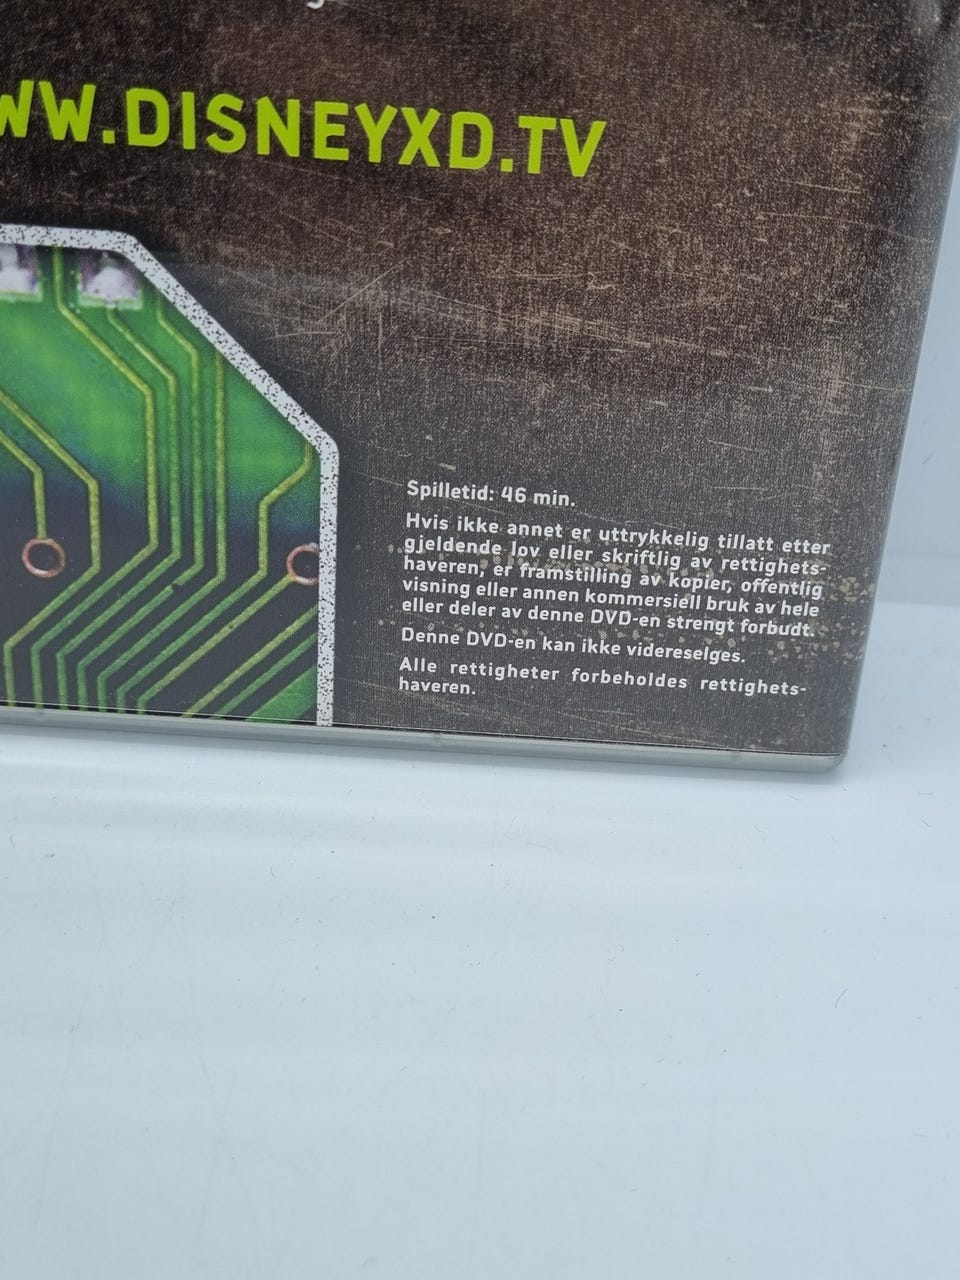 WW.DISNEYXD.TV
Spilletid: 46 min.
Hvis ikke annet er uttrykkelig tillatt etter
gjeldende lov eller skriftlig av rettighets-
haveren, er framstilling av kopier, offentlig
visning eller annen kommersiell bruk av hele
eller deler av denne DVD-en strengt forbudt.
Denne DVD-en kan ikke videreselges.
Alle rettigheter forbeholdes rettighets-
haveren.